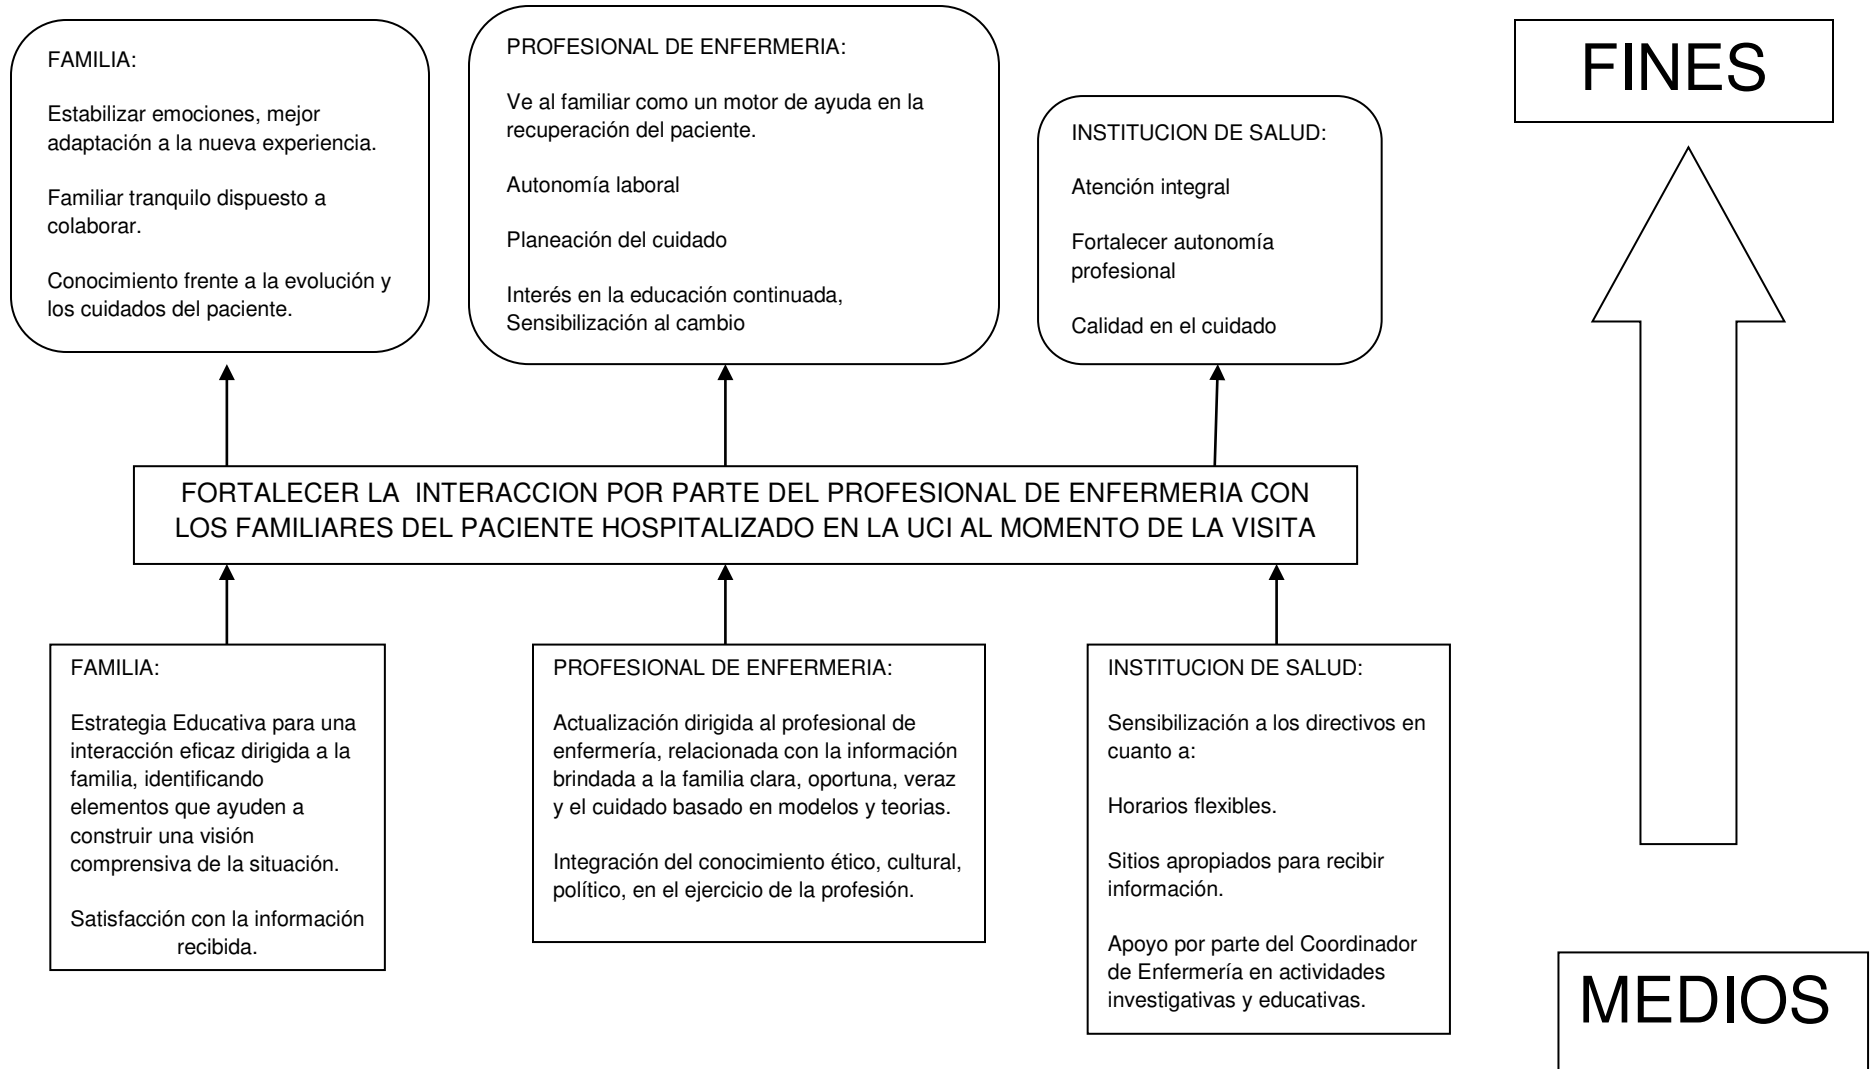 FAMILIA:
Estabilizar emociones, mejor
adaptación a la nueva experiencia.
Familiar tranquilo dispuesto a
colaborar.
Conocimiento frente a la evolución y
los cuidados del paciente.
PROFESIONAL DE ENFERMERIA:
Ve al familiar como un motor de ayuda en la
recuperación del paciente.
Autonomía laboral
Planeación del cuidado
Interés en la educación continuada,
Sensibilización al cambio
INSTITUCION DE SALUD:
Atención integral
Fortalecer autonomía
profesional
Calidad en el cuidado
FINES
FORTALECER LA  INTERACCION POR PARTE DEL PROFESIONAL DE ENFERMERIA CON
LOS FAMILIARES DEL PACIENTE HOSPITALIZADO EN LA UCI AL MOMENTO DE LA VISITA
FAMILIA:
Estrategia Educativa para una
interacción eficaz dirigida a la
familia, identificando
elementos que ayuden a
construir una visión
comprensiva de la situación.
Satisfacción con la información
recibida.
PROFESIONAL DE ENFERMERIA:
Actualización dirigida al profesional de
enfermería, relacionada con la información
brindada a la familia clara, oportuna, veraz
y el cuidado basado en modelos y teorias.
Integración del conocimiento ético, cultural,
político, en el ejercicio de la profesión.
INSTITUCION DE SALUD:
Sensibilización a los directivos en
cuanto a:
Horarios flexibles.
Sitios apropiados para recibir
información.
Apoyo por parte del Coordinador
de Enfermería en actividades
investigativas y educativas.
MEDIOS